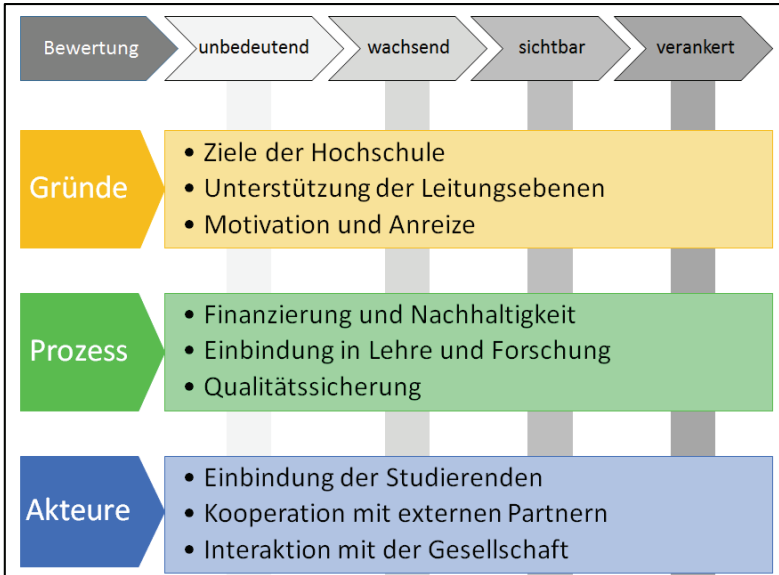 Bewertung unbedeutend wachsend sichtbar verankert
Gründe
• Ziele der Hochschule
• Unterstützung der Leitungsebenen
• Motivation und Anreize
Prozess
• Finanzierung und Nachhaltigkeit
• Einbindung in Lehre und Forschung
• Qualitätssicherung
Akteure
• Einbindung der Studierenden
• Kooperation mit externen Partnern
• Interaktion mit der Gesellschaft